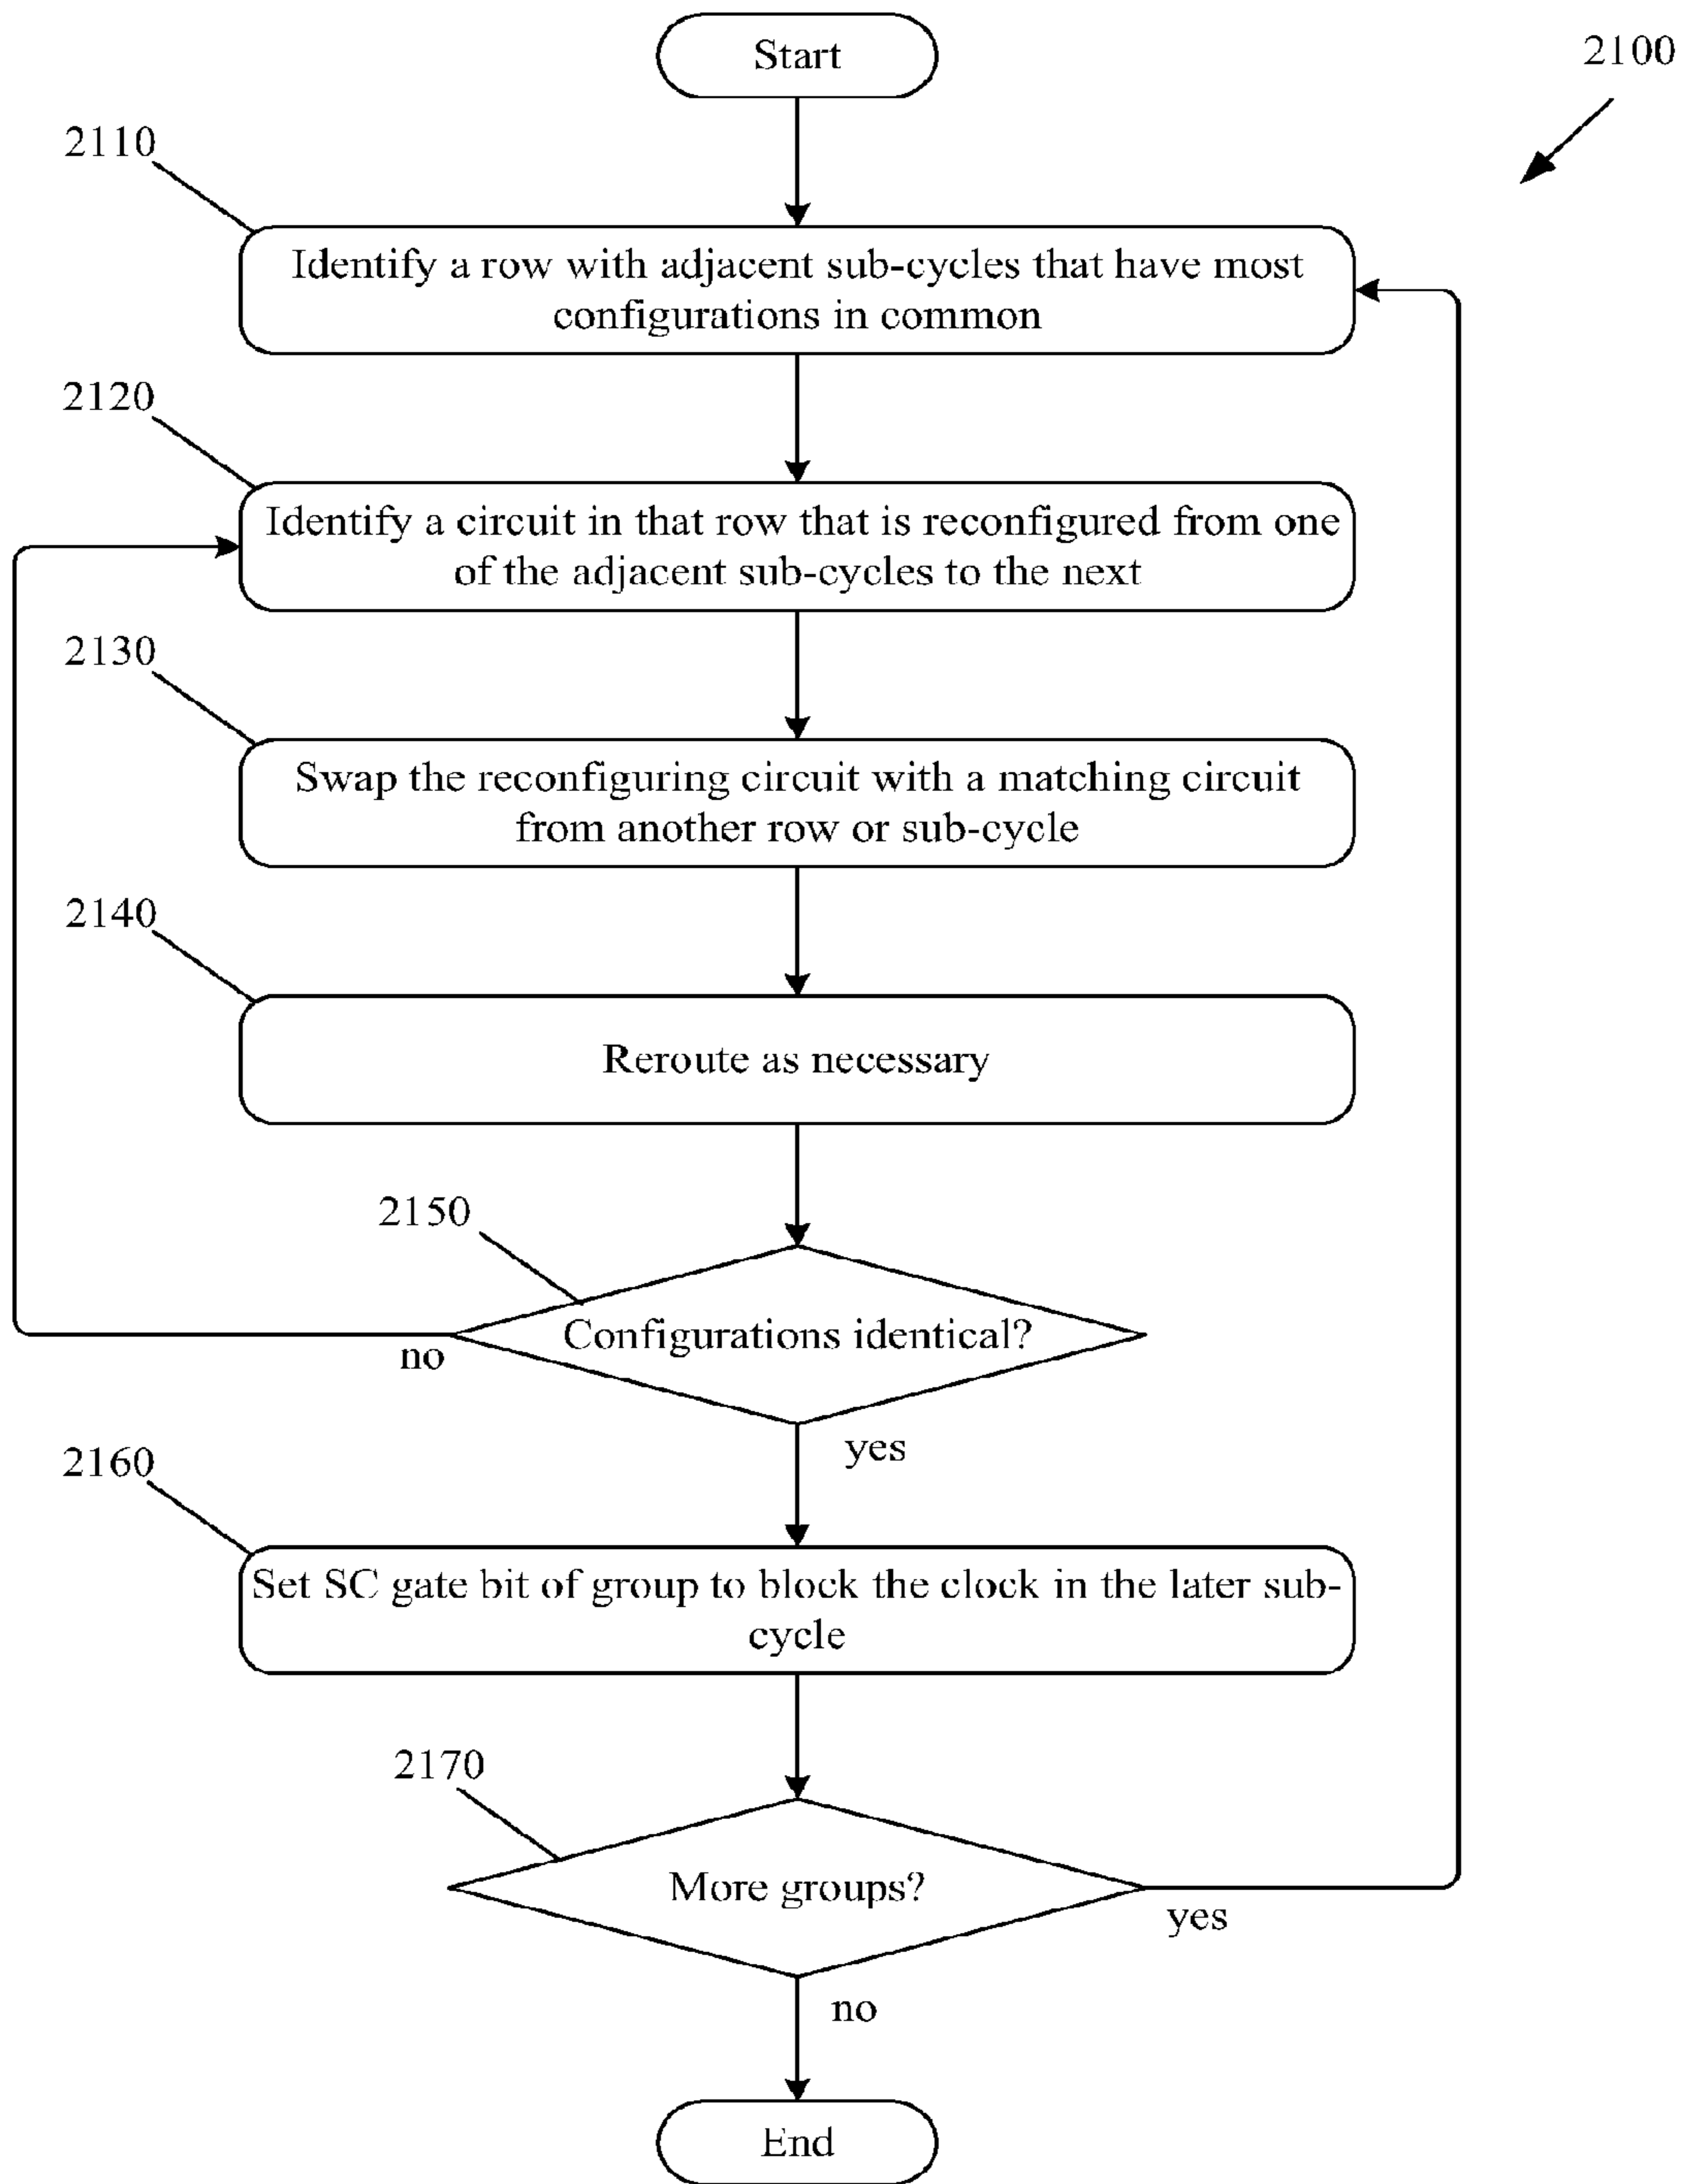 Start
2100
2110
Identify a row with adjacent sub-cycles that have most
configurations in common
2120
Identify a circuit in that row that is reconfigured from one
of the adjacent sub-cycles to the next
2130
Swap the reconfiguring circuit with a matching circuit
from another row or sub-cycle
2140
Reroute as necessary
2150
Configurations identical?
no
yes
2160
Set SC gate bit of group to block the clock in the later sub-
cycle
2170
More groups?
yes
no
End